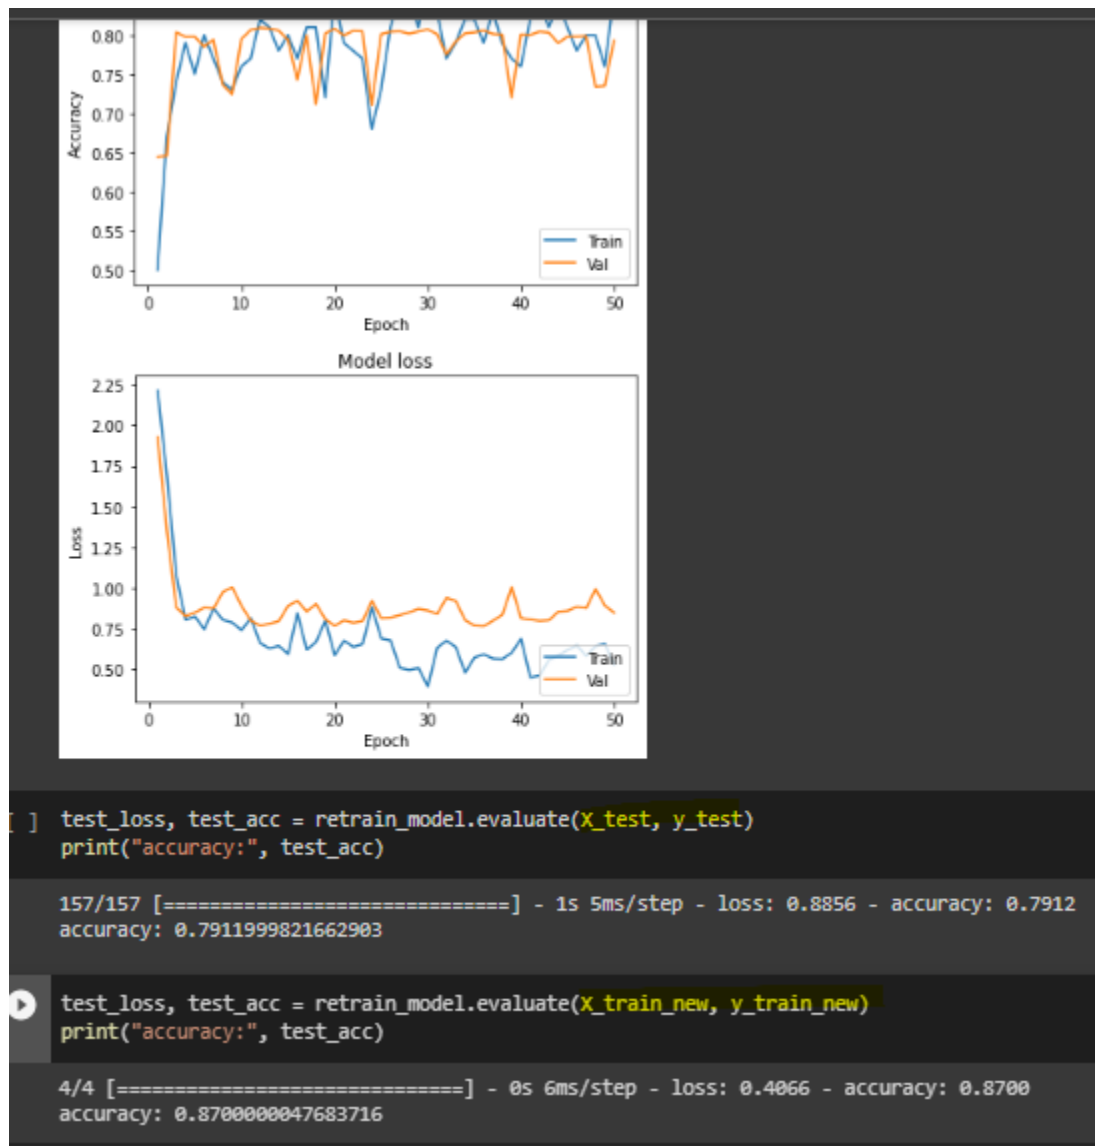 0.80
0.75
0.70
0.65
0.60
0.55
0.50
Accuracy
Train
Val
0 10 20 30 40 50
Epoch
Model loss
2.25
2.00
1.75
1.50
1.25
1.00
0.75
0.50
Loss
Train
Val
0 10 20 30 40 50
Epoch
[ ] test_loss, test_acc = retrain_model.evaluate(X_test, y_test)
print("accuracy:", test_acc)
157/157 [==============================] - 1s 5ms/step - loss: 0.8856 - accuracy: 0.7912
accuracy: 0.7911999821662903
test_loss, test_acc = retrain_model.evaluate(X_train_new, y_train_new)
print("accuracy:", test_acc)
4/4 [==============================] - 0s 6ms/step - loss: 0.4066 - accuracy: 0.8700
accuracy: 0.8700000047683716